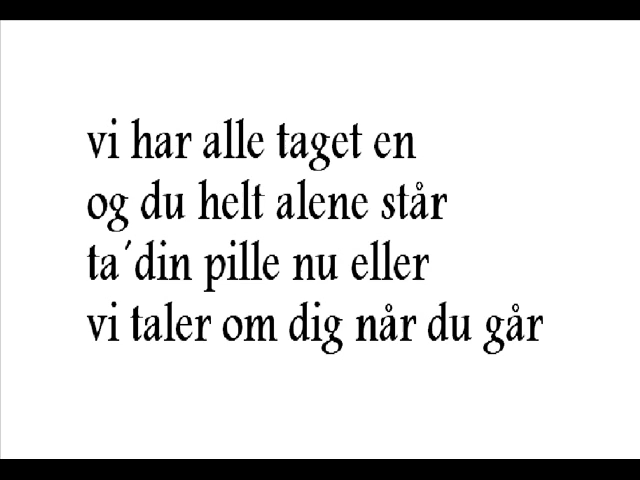 vi har alle taget en
og du helt alene står
ta´din pille nu eller
vi taler om dig når du går